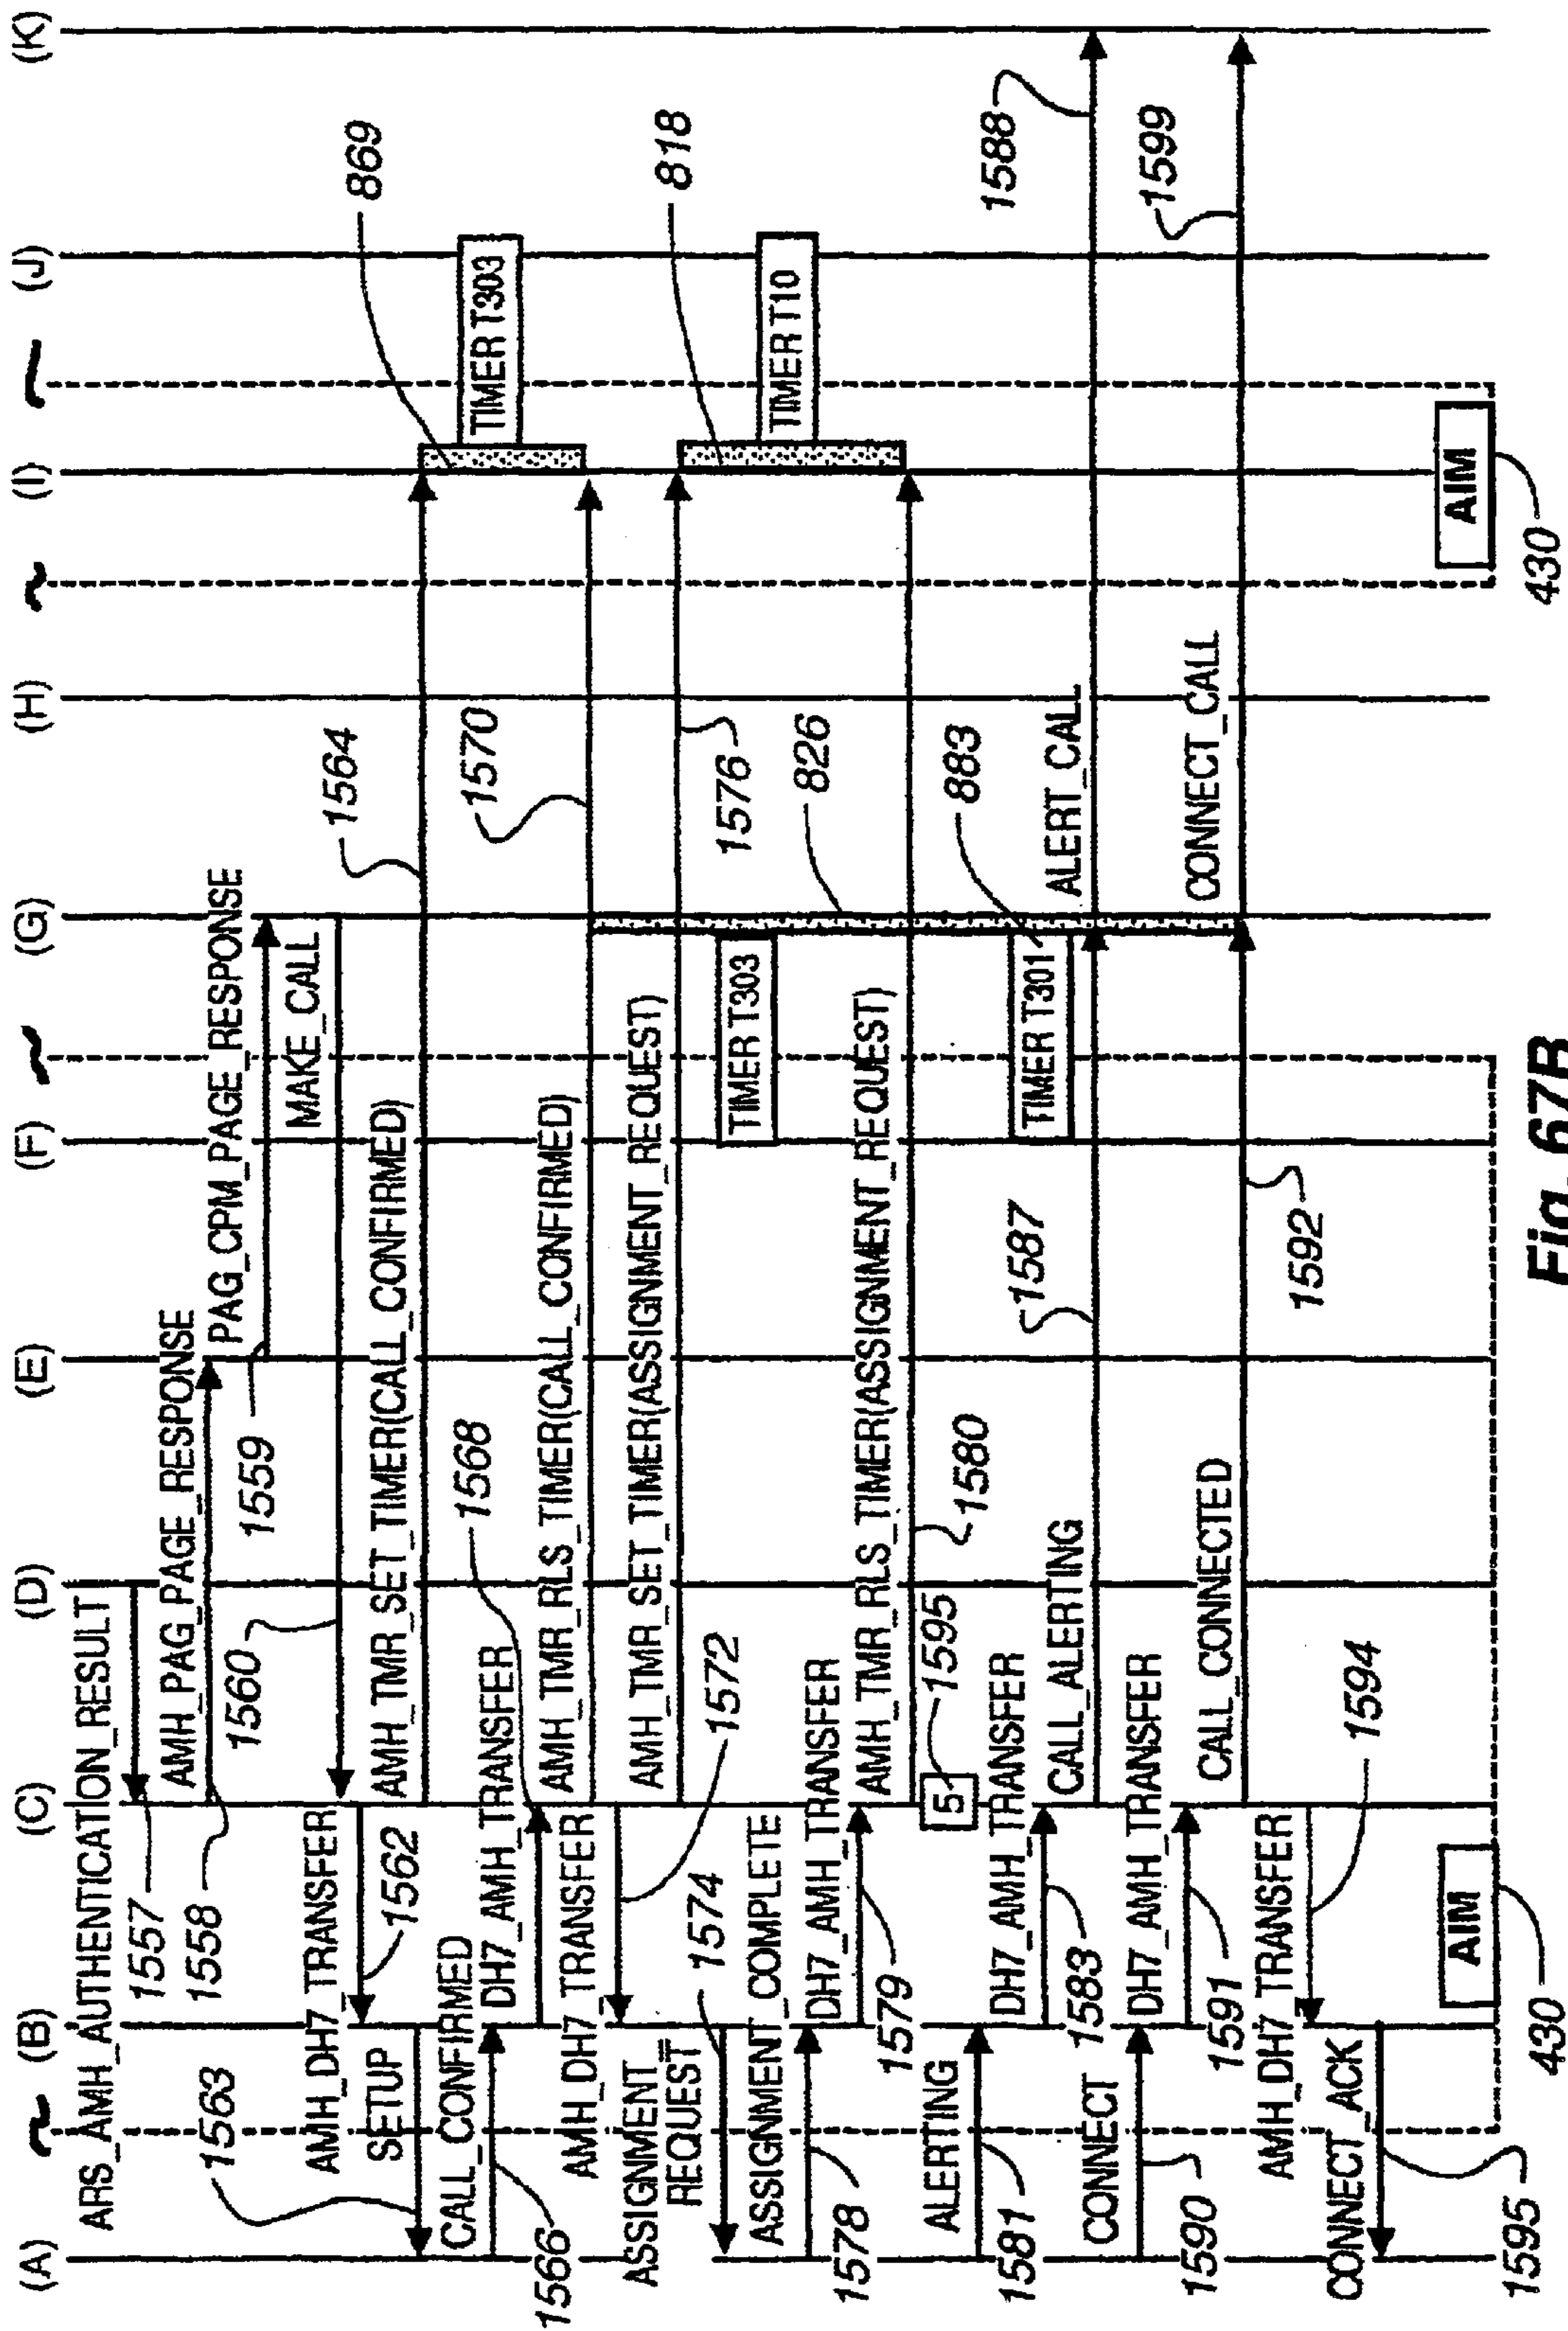 (A)
(B)
(C)
(D)
(E)
(F)
(G)
(H)
(I)
(J)
(K)
ARS_AMH_AUTHENTICATION_RESULT
1557
AMH_PAG_PAGE_RESPONSE
1558
PAG_CPM_PAGE_RESPONSE
1559
MAKE_CALL
1560
AMH_DH7_TRANSFER
1562
SETUP
1563
AMH_TMR_SET_TIMER(CALL_CONFIRMED)
1564
869
TIMER T303
CALL_CONFIRMED
1566
DH7_AMH_TRANSFER
1568
AMH_TMR_RLS_TIMER(CALL_CONFIRMED)
1570
AMH_DH7_TRANSFER
1572
ASSIGNMENT_
REQUEST
1574
AMH_TMR_SET_TIMER(ASSIGNMENT_REQUEST)
1576
818
TIMER T10
TIMER T303
826
ASSIGNMENT_COMPLETE
1578
DH7_AMH_TRANSFER
1579
AMH_TMR_RLS_TIMER(ASSIGNMENT_REQUEST)
1580
5
1595
ALERTING
1581
DH7_AMH_TRANSFER
1583
CALL_ALERTING
1587
TIMER T301
883
ALERT_CALL
1588
CONNECT
1590
DH7_AMH_TRANSFER
1591
CALL_CONNECTED
1592
CONNECT_CALL
1599
AMH_DH7_TRANSFER
1594
CONNECT_ACK
1595
AIM
430
AIM
430
Fig. 67B